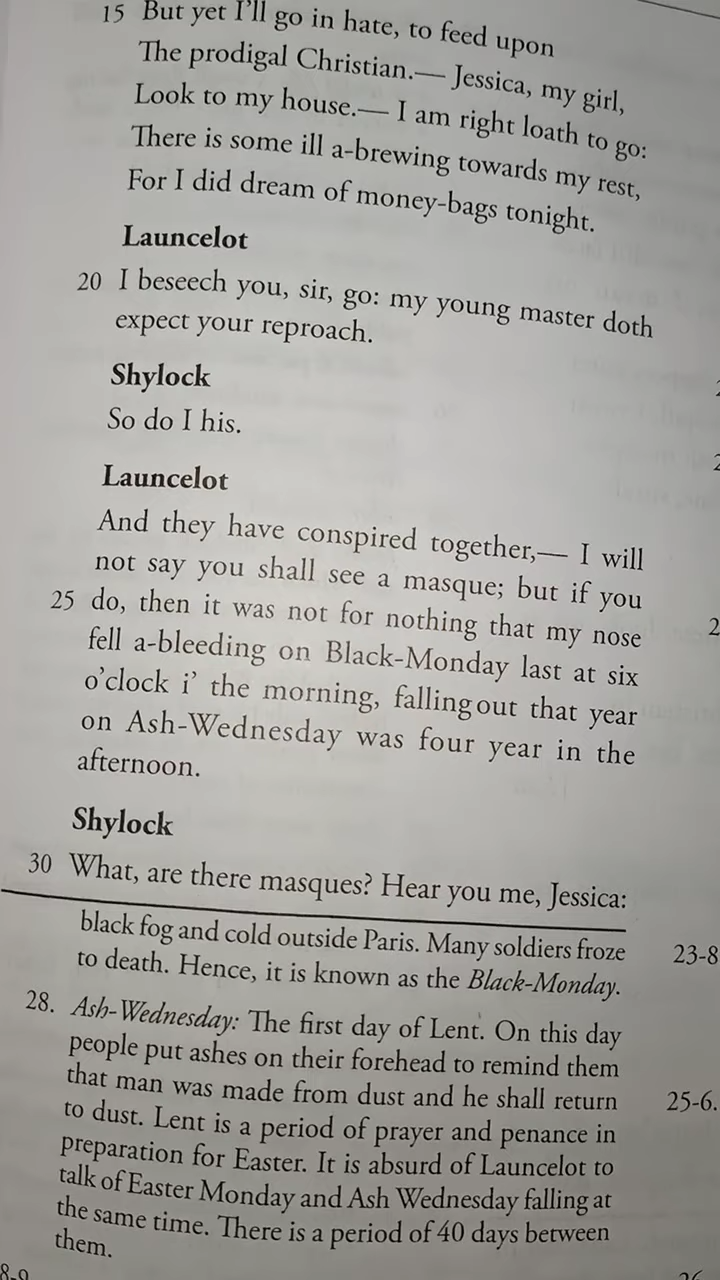 15 But yet I'll go in hate, to feed upon
The prodigal Christian.— Jessica, my girl,
Look to my house.— I am right loath to go:
There is some ill a-brewing towards my rest,
For I did dream of money-bags tonight.
Launcelot
20 I beseech you, sir, go: my young master doth
expect your reproach.
Shylock
So do I his.
Launcelot
And they have conspired together,— I will
not say you shall see a masque; but if you
25 do, then it was not for nothing that my nose
fell a-bleeding on Black-Monday last at six
o'clock i' the morning, falling out that year
on Ash-Wednesday was four year in the
afternoon.
Shylock
30 What, are there masques? Hear you me, Jessica:
black fog and cold outside Paris. Many soldiers froze
to death. Hence, it is known as the Black-Monday.
28. Ash-Wednesday: The first day of Lent. On this day
people put ashes on their forehead to remind them
that man was made from dust and he shall return
to dust. Lent is a period of prayer and penance in
preparation for Easter. It is absurd of Launcelot to
talk of Easter Monday and Ash Wednesday falling at
the same time. There is a period of 40 days between
them.
23-8
25-6.